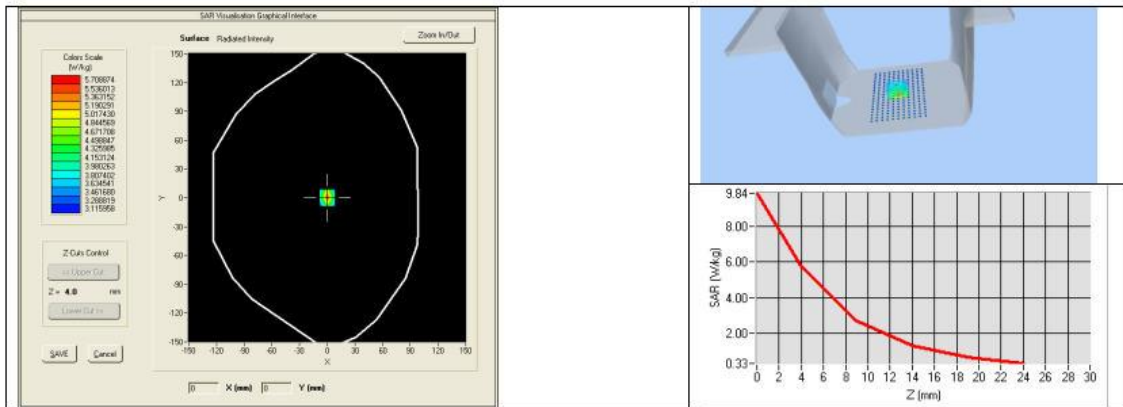 SAR Visualisation Graphical Interface
Surface Radiated Intensity
Zoom In/Out
Colors Scale
(W/kg)
5.708674
5.536013
5.363152
5.190291
5.017430
4.844569
4.671708
4.498847
4.325985
4.153124
3.980263
3.807402
3.634541
3.461680
3.288819
3.115958
Z-Cuts Control
<< Upper Cut
Z = 4.0 mm
Lower Cut >>
SAVE Cancel
150
120
90
60
30
0
-30
-60
-90
-120
-150
Y
-150 -120 -90 -60 -30 0 30 60 90 120 150
X
0 X (mm) 0 Y (mm)
9.84
8.00
6.00
4.00
2.00
0.33
SAR (W/kg)
0 2 4 6 8 10 12 14 16 18 20 22 24 26 28 30
Z (mm)